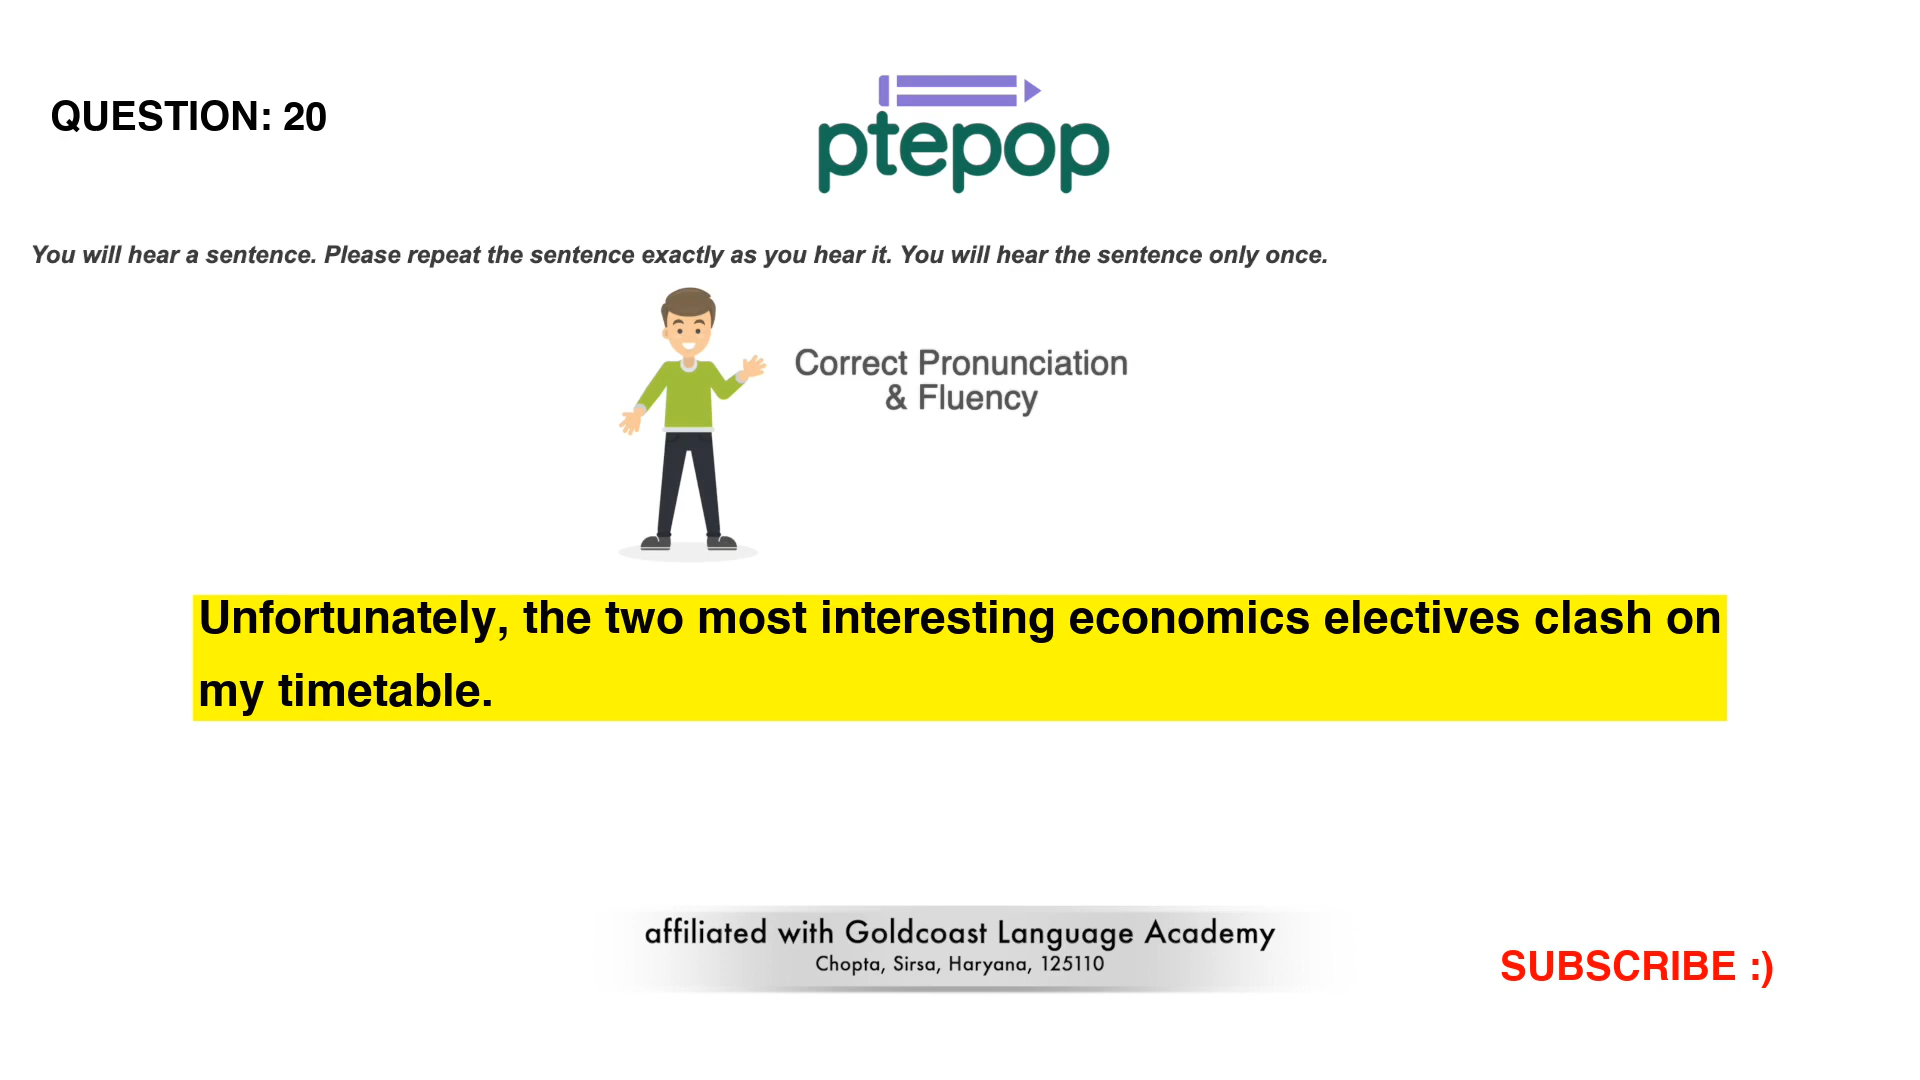 QUESTION: 20
ptepop
You will hear a sentence. Please repeat the sentence exactly as you hear it. You will hear the sentence only once.
Correct Pronunciation
& Fluency
Unfortunately, the two most interesting economics electives clash on
my timetable.
affiliated with Goldcoast Language Academy
Chopta, Sirsa, Haryana, 125110
SUBSCRIBE :)